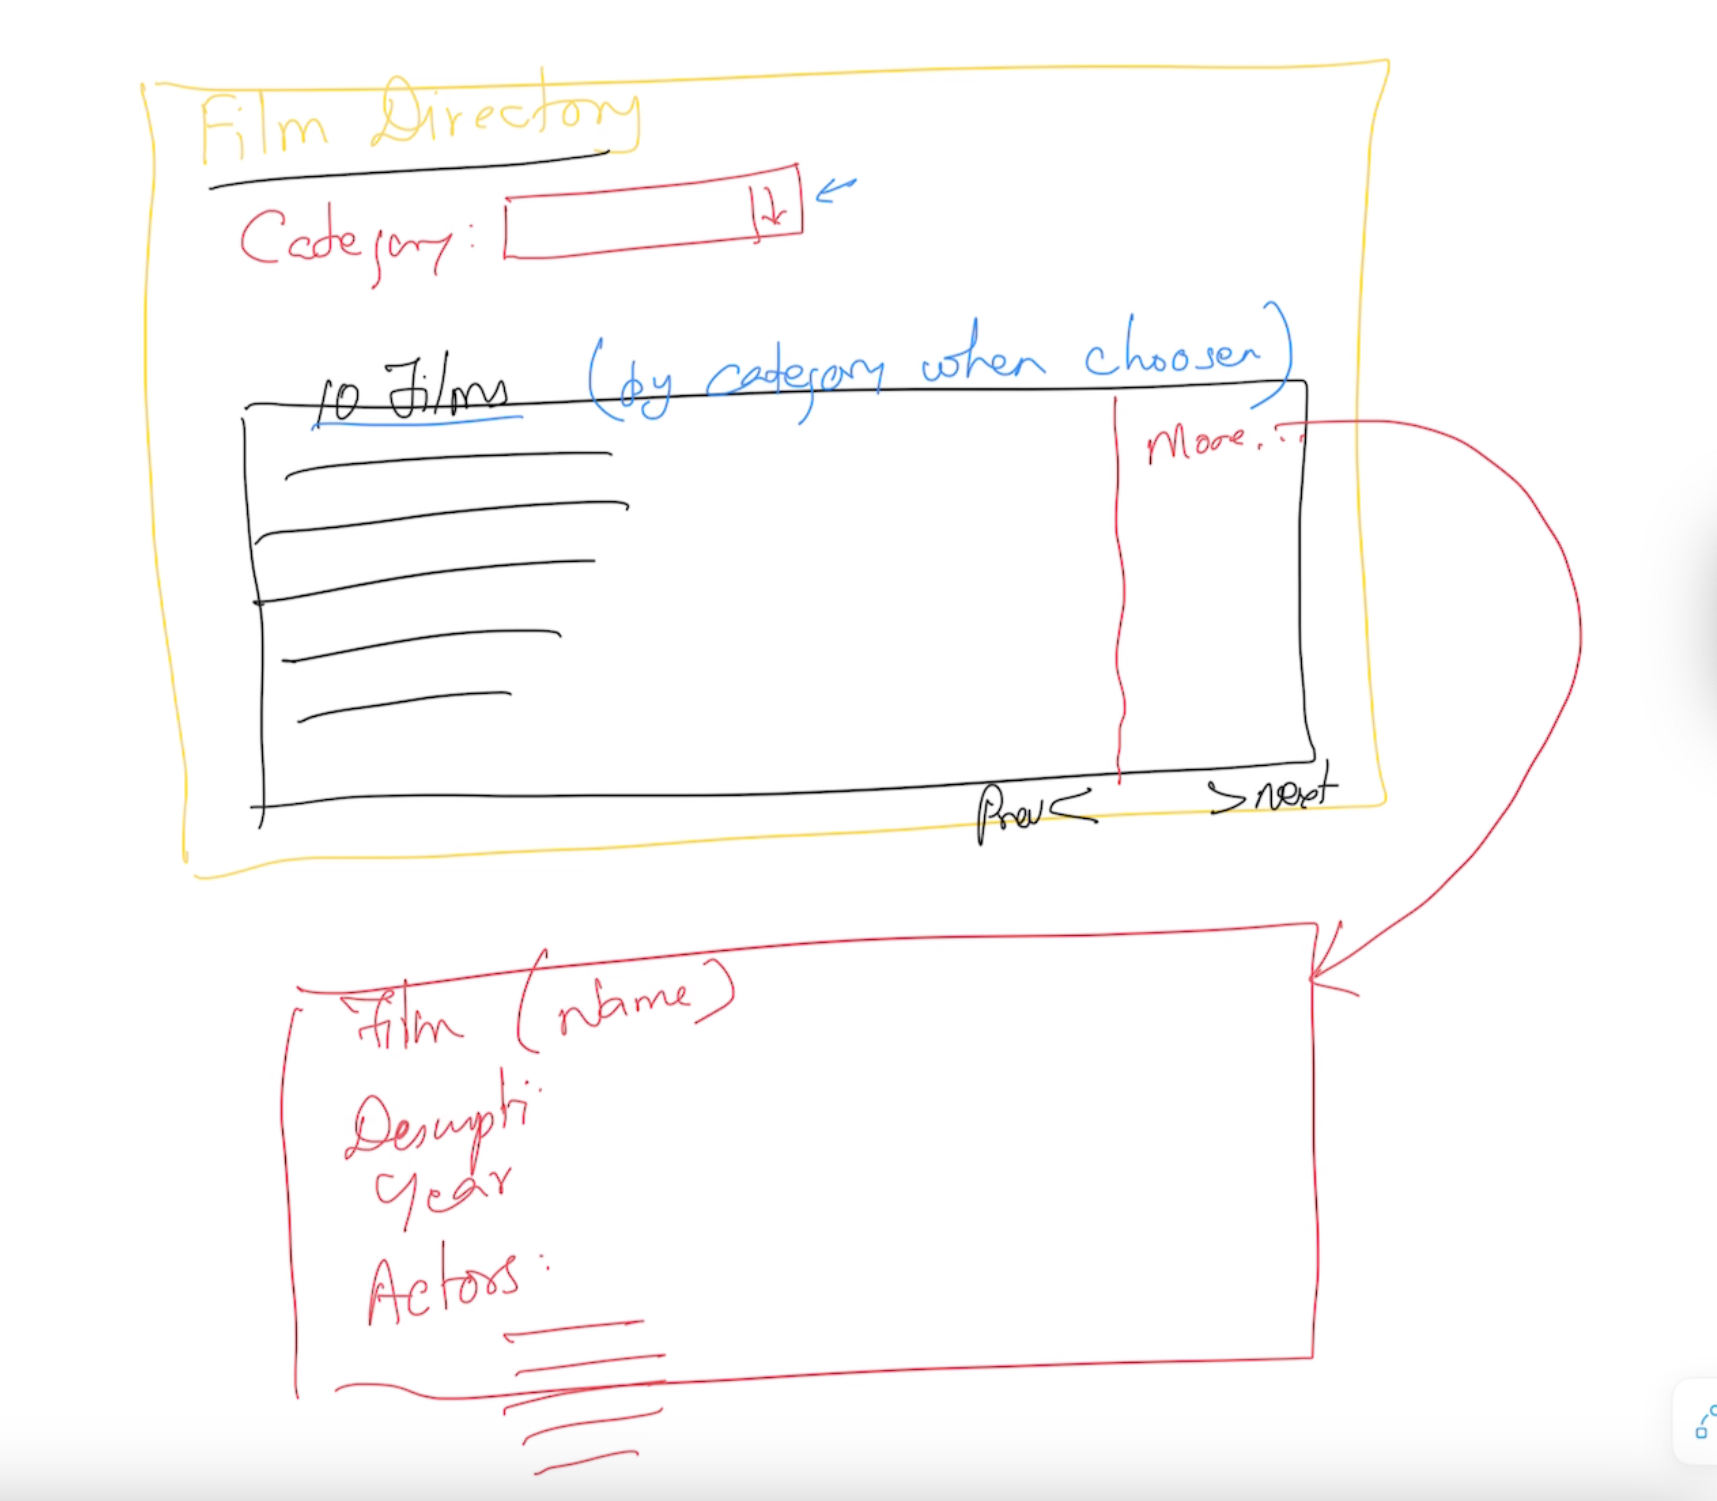 Film Directory
Category:
10 Films (by category when choosen)
More...
Prev < > next
Film (Name)
Descripti
Year
Actors: